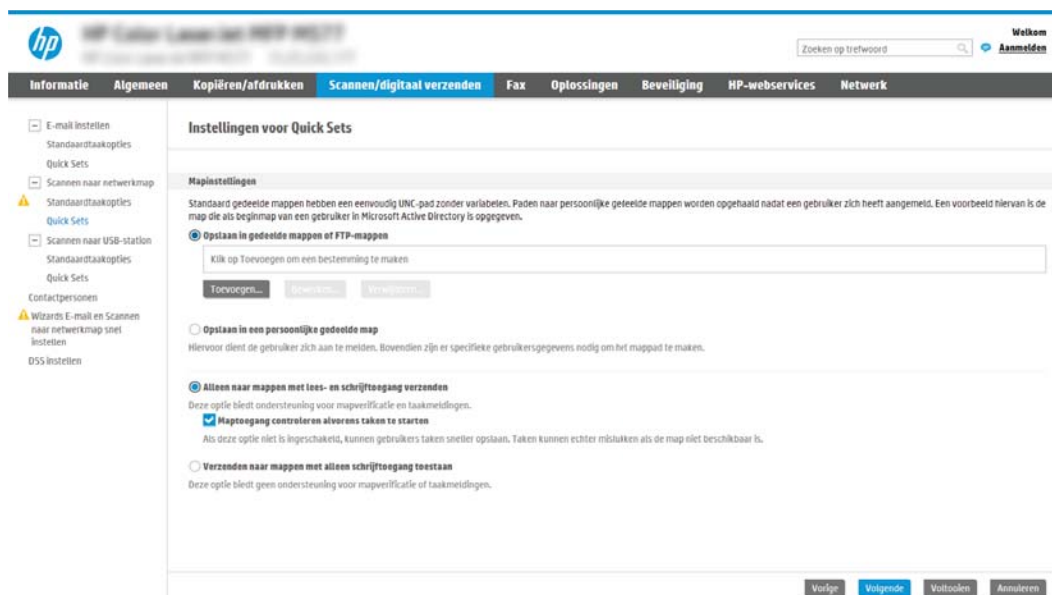 hp
Welkom
Zoeken op trefwoord
Aanmelden
Informatie Algemeen Kopiëren/afdrukken Scannen/digitaal verzenden Fax Oplossingen Beveiliging HP-webservices Netwerk
E-mail instellen
Standaardtaakopties
Quick Sets
Scannen naar netwerkmap
Standaardtaakopties
Quick Sets
Scannen naar USB-station
Standaardtaakopties
Quick Sets
Contactpersonen
Wizards E-mail en Scannen
naar netwerkmap snel
instellen
DSS instellen
Instellingen voor Quick Sets
Mapinstellingen
Standaard gedeelde mappen hebben een eenvoudig UNC-pad zonder variabelen. Paden naar persoonlijke gedeelde mappen worden opgehaald nadat een gebruiker zich heeft aangemeld. Een voorbeeld hiervan is de
map die als beginmap van een gebruiker in Microsoft Active Directory is opgegeven.
Opslaan in gedeelde mappen of FTP-mappen
Klik op Toevoegen om een bestemming te maken
Toevoegen... Bewerken... Verwijderen...
Opslaan in een persoonlijke gedeelde map
Hiervoor dient de gebruiker zich aan te melden. Bovendien zijn er specifieke gebruikersgegevens nodig om het mappad te maken.
Alleen naar mappen met lees- en schrijftoegang verzenden
Deze optie biedt ondersteuning voor mapverificatie en taakmeldingen.
Maptoegang controleren alvorens taken te starten
Als deze optie niet is ingeschakeld, kunnen gebruikers taken sneller opslaan. Taken kunnen echter mislukken als de map niet beschikbaar is.
Verzenden naar mappen met alleen schrijftoegang toestaan
Deze optie biedt geen ondersteuning voor mapverificatie of taakmeldingen.
Vorige Volgende Voltooien Annuleren